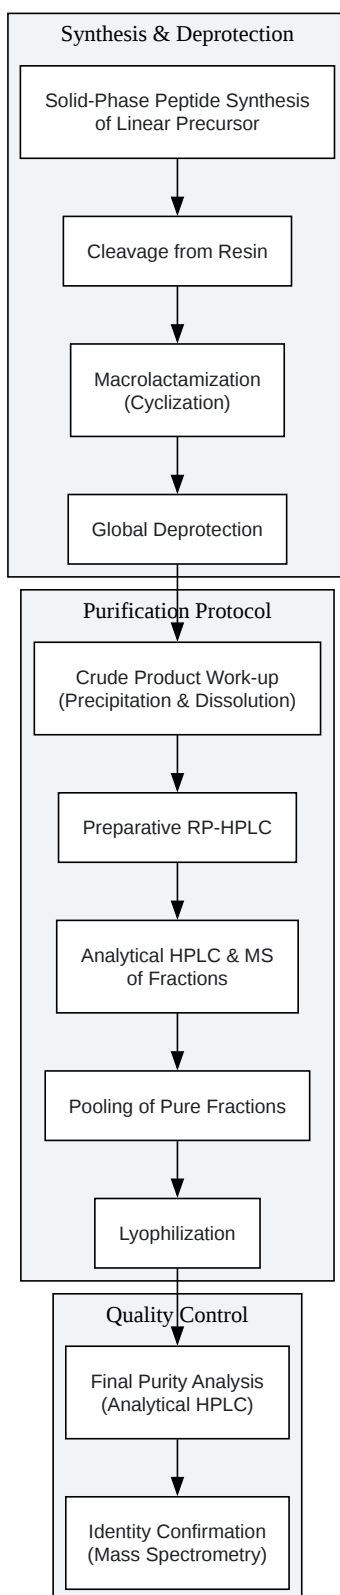 Synthesis & Deprotection
Solid-Phase Peptide Synthesis
of Linear Precursor
Cleavage from Resin
Macrolactamization
(Cyclization)
Global Deprotection
Purification Protocol
Crude Product Work-up
(Precipitation & Dissolution)
Preparative RP-HPLC
Analytical HPLC & MS
of Fractions
Pooling of Pure Fractions
Lyophilization
Quality Control
Final Purity Analysis
(Analytical HPLC)
Identity Confirmation
(Mass Spectrometry)